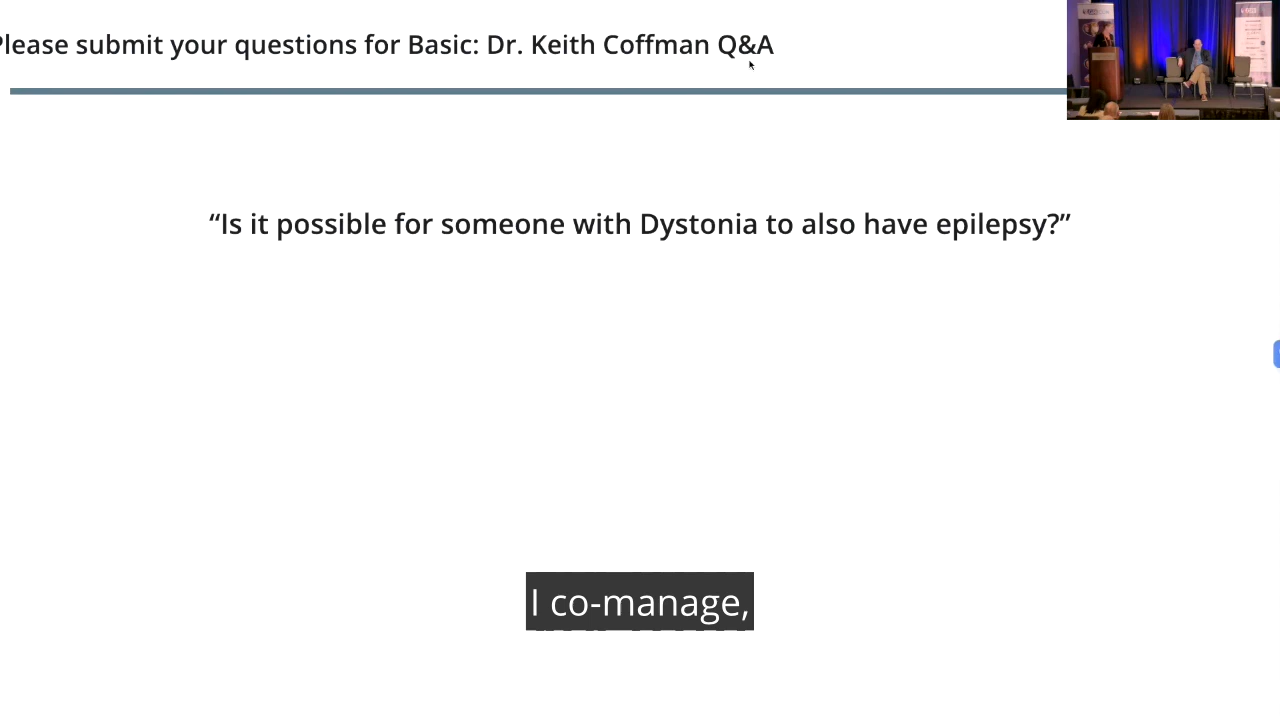 Please submit your questions for Basic: Dr. Keith Coffman Q&A
“Is it possible for someone with Dystonia to also have epilepsy?”
I co-manage,